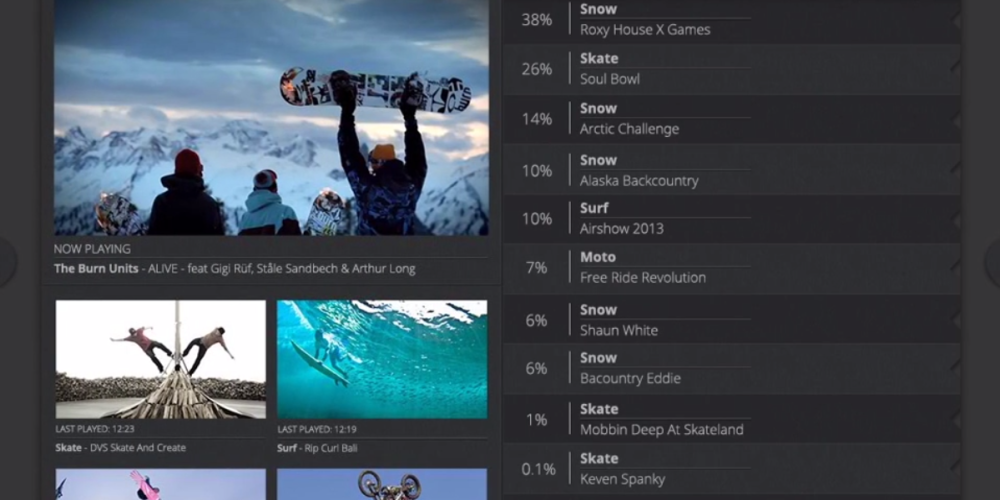 NOW PLAYING
The Burn Units - ALIVE - feat Gigi Rüf, Ståle Sandbech & Arthur Long
LAST PLAYED: 12:23
Skate - DVS Skate And Create
LAST PLAYED: 12:19
Surf - Rip Curl Bali
38%
Snow
Roxy House X Games
26%
Skate
Soul Bowl
14%
Snow
Arctic Challenge
10%
Snow
Alaska Backcountry
10%
Surf
Airshow 2013
7%
Moto
Free Ride Revolution
6%
Snow
Shaun White
6%
Snow
Bacountry Eddie
1%
Skate
Mobbin Deep At Skateland
0.1%
Skate
Keven Spanky